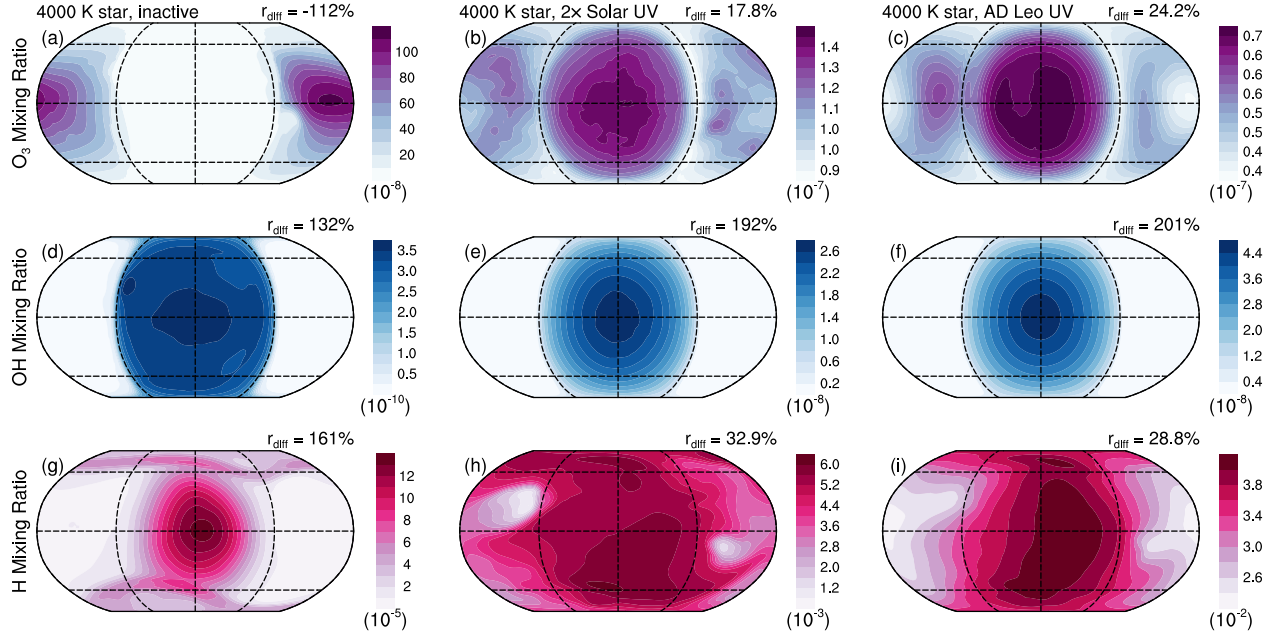 4000 K star, inactive
r_diff = -112%
4000 K star, 2× Solar UV
r_diff = 17.8%
4000 K star, AD Leo UV
r_diff = 24.2%
O₃ Mixing Ratio
(a)
100
80
60
40
20
(10⁻⁸)
(b)
1.4
1.3
1.2
1.1
1.0
0.9
(10⁻⁷)
(c)
0.7
0.6
0.6
0.5
0.5
0.4
0.4
(10⁻⁷)
r_diff = 132%
r_diff = 192%
r_diff = 201%
OH Mixing Ratio
(d)
3.5
3.0
2.5
2.0
1.5
1.0
0.5
(10⁻¹⁰)
(e)
2.6
2.2
1.8
1.4
1.0
0.6
0.2
(10⁻⁸)
(f)
4.4
3.6
2.8
2.0
1.2
0.4
(10⁻⁸)
r_diff = 161%
r_diff = 32.9%
r_diff = 28.8%
H Mixing Ratio
(g)
12
10
8
6
4
2
(10⁻⁵)
(h)
6.0
5.2
4.4
3.6
2.8
2.0
1.2
(10⁻³)
(i)
3.8
3.4
3.0
2.6
(10⁻²)